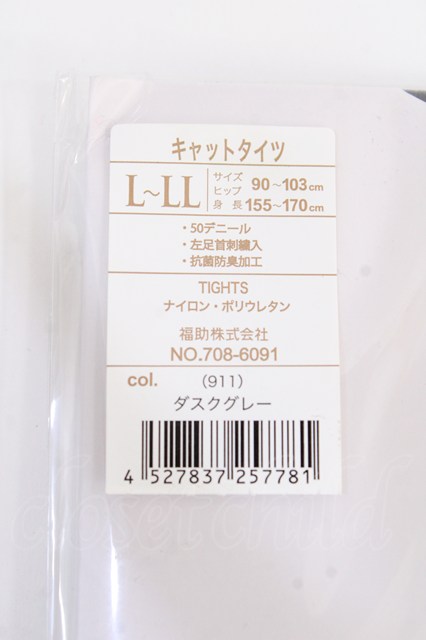 キャットタイツ
L~LL サイズ ヒップ 90~103cm
身長 155~170cm
・50デニール
・左足首刺繍入
・抗菌防臭加工
TIGHTS
ナイロン・ポリウレタン
福助株式会社
NO.708-6091
col. (911)
ダスクグレー
4 527837 257781
closet child